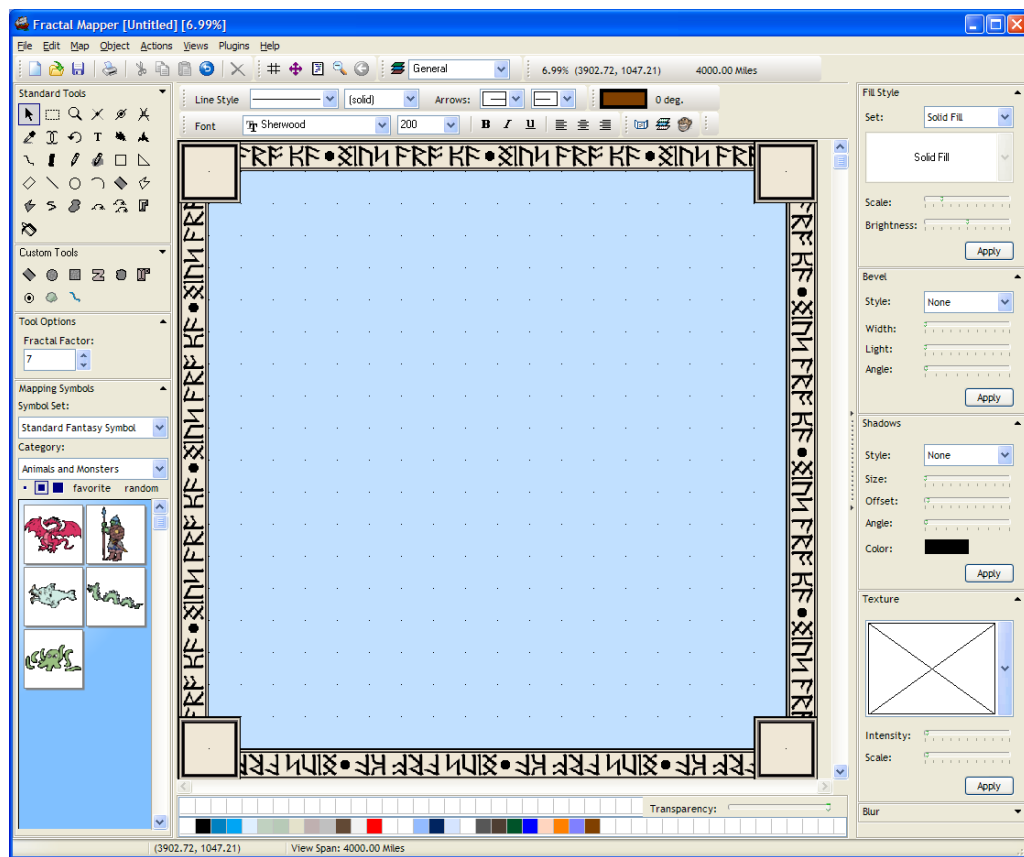 Fractal Mapper [Untitled] [6.99%]
File Edit Map Object Actions Views Plugins Help
General 6.99% (3902.72, 1047.21) 4000.00 Miles
Standard Tools
Line Style (solid) Arrows: 0 deg.
Font Tr Sherwood 200 B I U
T
Custom Tools
Tool Options
Fractal Factor:
7
Mapping Symbols
Symbol Set:
Standard Fantasy Symbol
Category:
Animals and Monsters
favorite random
Fill Style
Set: Solid Fill
Solid Fill
Scale:
Brightness:
Apply
Bevel
Style: None
Width:
Light:
Angle:
Apply
Shadows
Style: None
Size:
Offset:
Angle:
Color:
Apply
Texture
Intensity:
Scale:
Apply
Blur
Transparency:
(3902.72, 1047.21) View Span: 4000.00 Miles